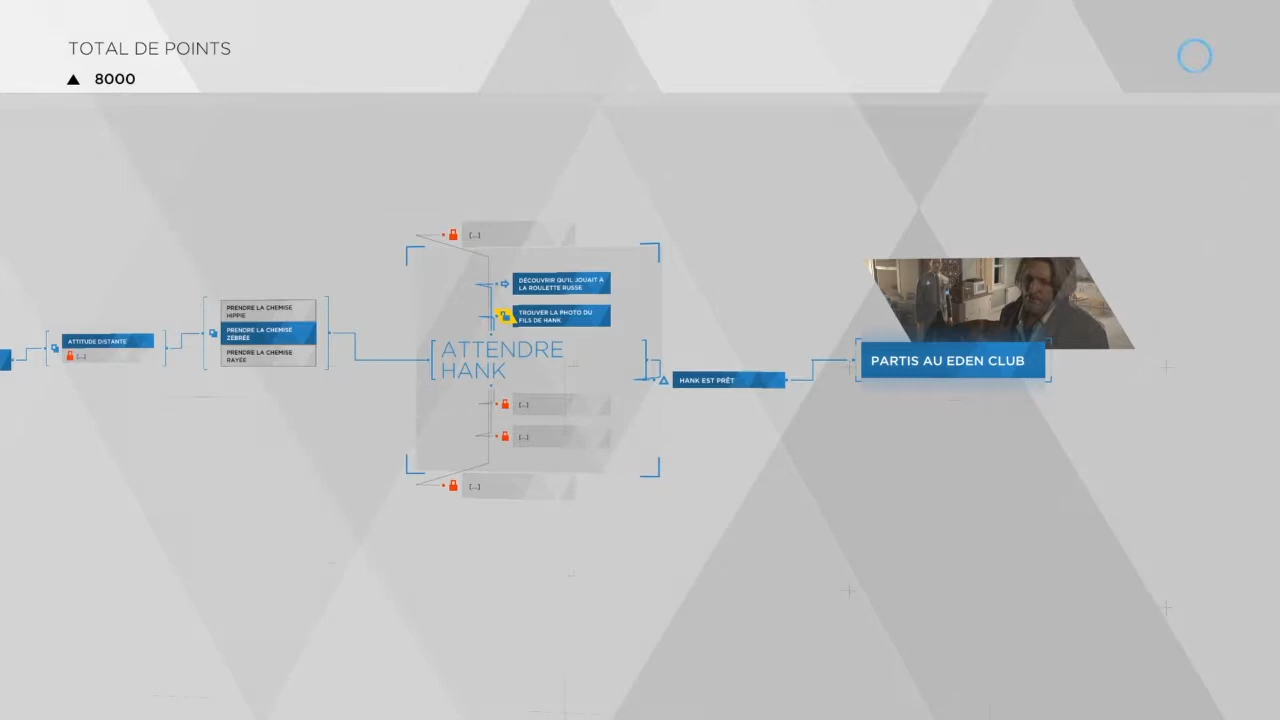 TOTAL DE POINTS
8000
ATTITUDE DISTANTE
[...]
PRENDRE LA CHEMISE
HIPPIE
PRENDRE LA CHEMISE
ZÉBRÉE
PRENDRE LA CHEMISE
RAYÉE
[...]
DÉCOUVRIR QU'IL JOUAIT À
LA ROULETTE RUSSE
TROUVER LA PHOTO DU
FILS DE HANK
ATTENDRE
HANK
[...]
[...]
[...]
HANK EST PRÊT
PARTIS AU EDEN CLUB